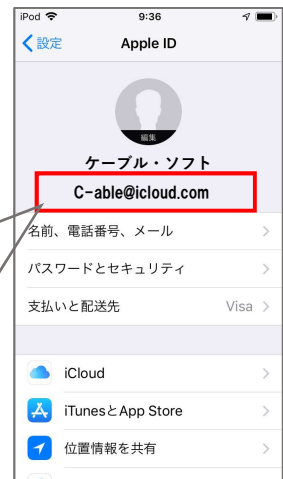 iPod 9:36
設定 Apple ID
編集
ケーブル・ソフト
C-able@icloud.com
名前、電話番号、メール
パスワードとセキュリティ
支払いと配送先 Visa
iCloud
iTunesとApp Store
位置情報を共有